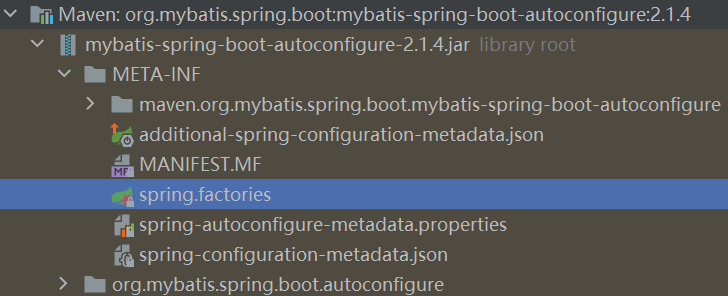 Maven: org.mybatis.spring.boot:mybatis-spring-boot-autoconfigure:2.1.4
mybatis-spring-boot-autoconfigure-2.1.4.jar library root
META-INF
maven.org.mybatis.spring.boot.mybatis-spring-boot-autoconfigure
additional-spring-configuration-metadata.json
MF MANIFEST.MF
spring.factories
spring-autoconfigure-metadata.properties
spring-configuration-metadata.json
org.mybatis.spring.boot.autoconfigure